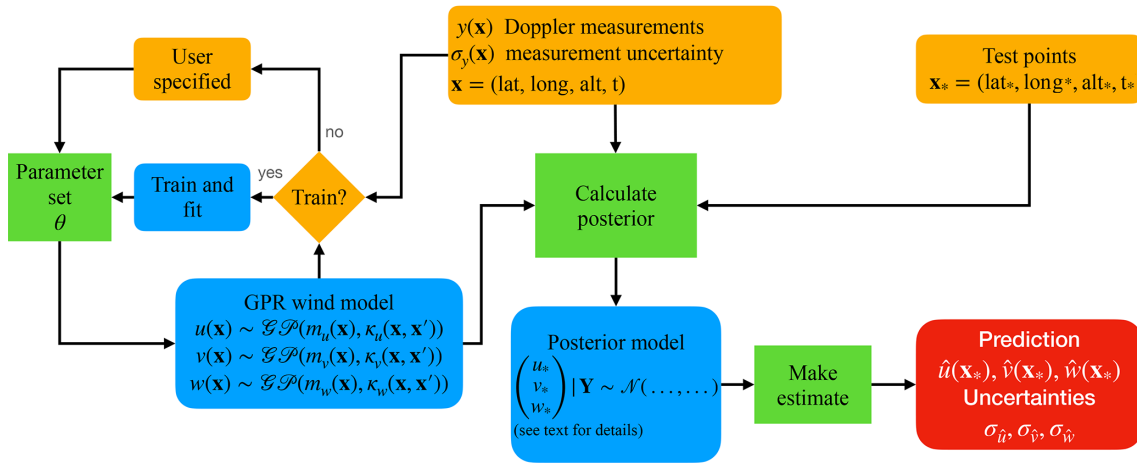 y(𝐱) Doppler measurements
σ_y(𝐱) measurement uncertainty
𝐱 = (lat, long, alt, t)
Test points
𝐱_* = (lat_*, long*, alt_*, t_*
User
specified
no
yes
Parameter
set
θ
Train and
fit
Train?
Calculate
posterior
GPR wind model
u(𝐱) ∼ 𝒢𝒫(m_u(𝐱), κ_u(𝐱, 𝐱′))
v(𝐱) ∼ 𝒢𝒫(m_v(𝐱), κ_v(𝐱, 𝐱′))
w(𝐱) ∼ 𝒢𝒫(m_w(𝐱), κ_w(𝐱, 𝐱′))
Posterior model
u_*
v_*
w_*
| 𝐘 ∼ 𝒩(…,…)
(see text for details)
Make
estimate
Prediction
û(𝐱_*), v̂(𝐱_*), ŵ(𝐱_*)
Uncertainties
σ_û, σ_v̂, σ_ŵ